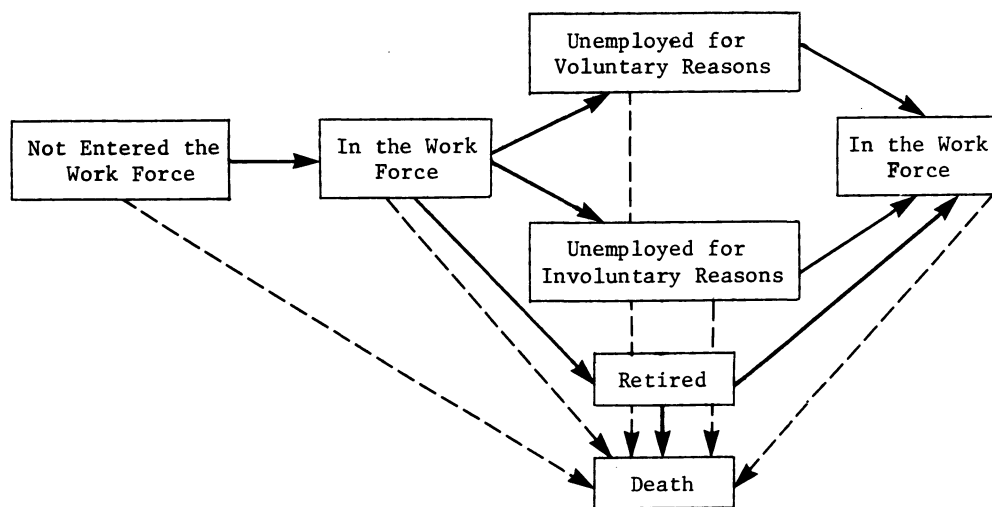 Unemployed for
Voluntary Reasons
Not Entered the
Work Force
In the Work
Force
In the Work
Force
Unemployed for
Involuntary Reasons
Retired
Death